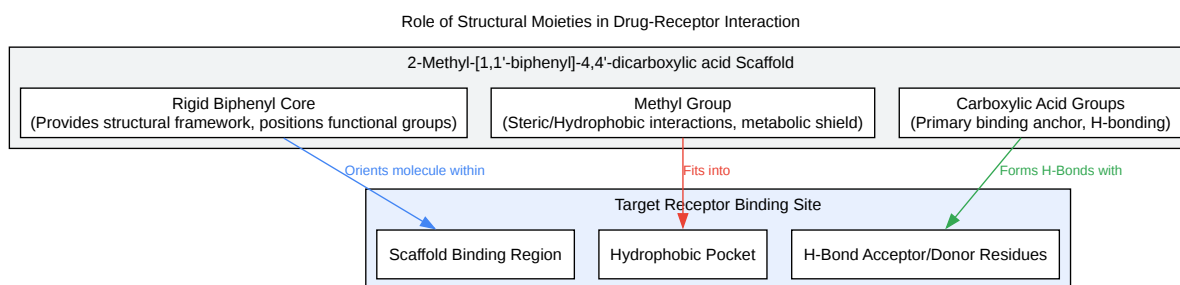 Role of Structural Moieties in Drug-Receptor Interaction
2-Methyl-[1,1'-biphenyl]-4,4'-dicarboxylic acid Scaffold
Rigid Biphenyl Core
(Provides structural framework, positions functional groups)
Methyl Group
(Steric/Hydrophobic interactions, metabolic shield)
Carboxylic Acid Groups
(Primary binding anchor, H-bonding)
Orients molecule within
Fits into
Forms H-Bonds with
Target Receptor Binding Site
Scaffold Binding Region
Hydrophobic Pocket
H-Bond Acceptor/Donor Residues